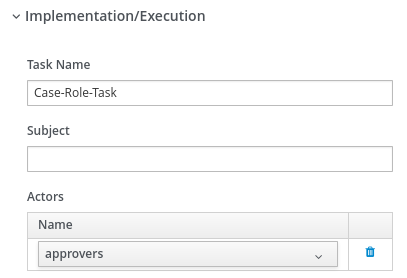 Implementation/Execution
Task Name
Case-Role-Task
Subject
Actors
Name
approvers